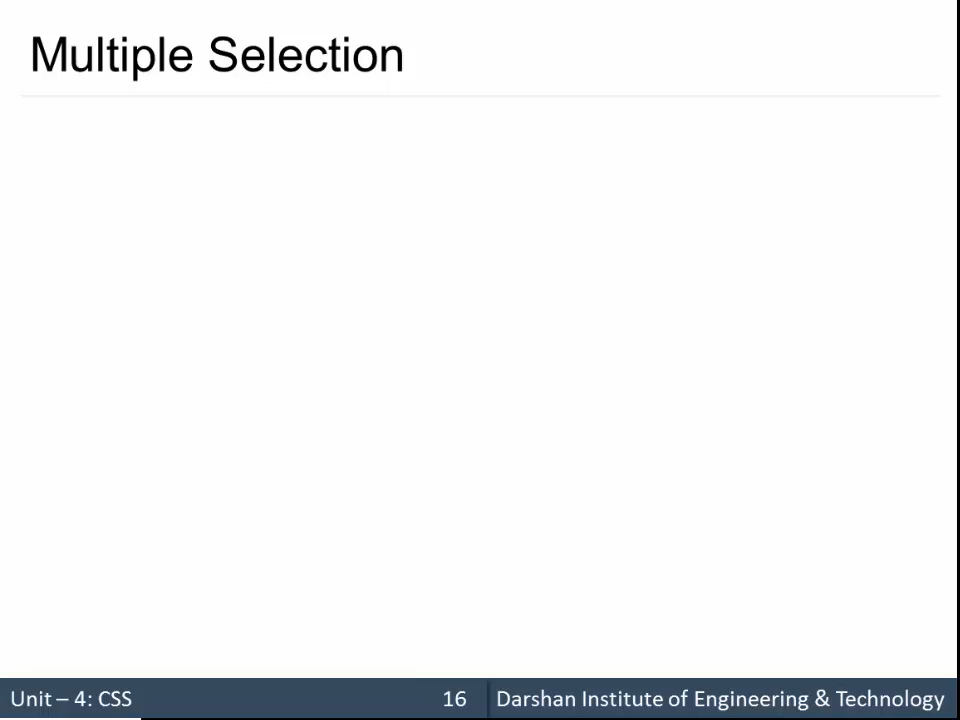 Multiple Selection
Unit – 4: CSS 16 Darshan Institute of Engineering & Technology